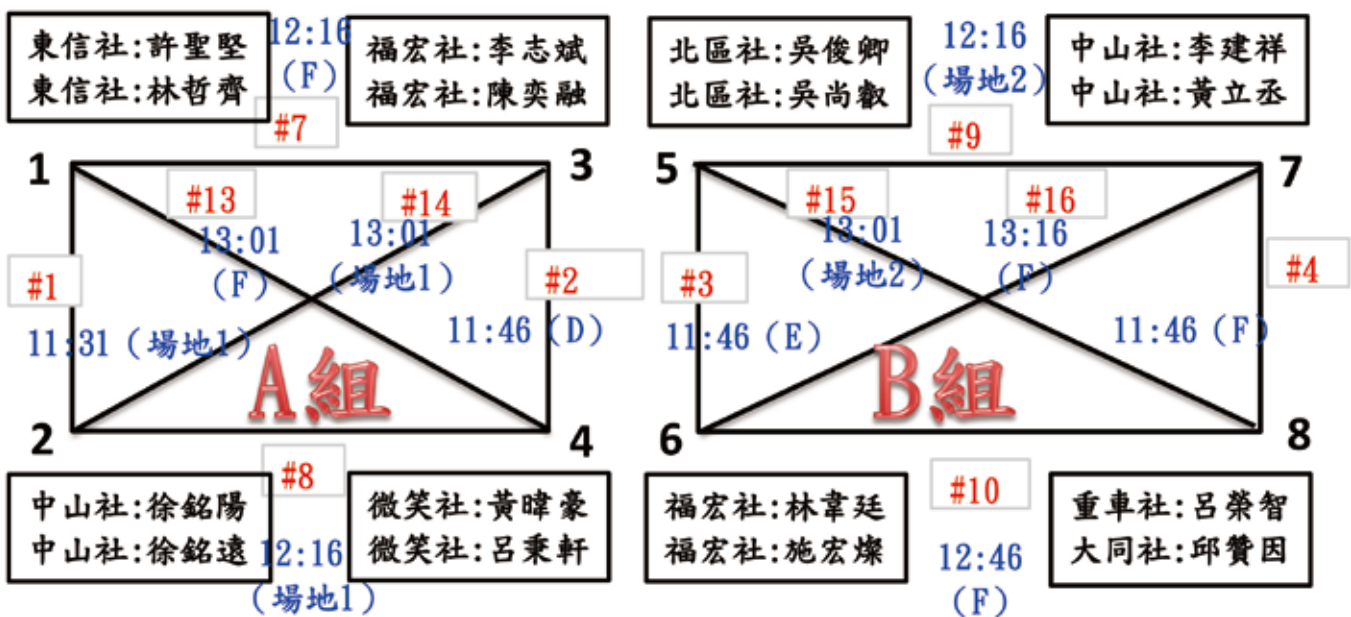 東信社:許聖堅
東信社:林哲齊
12:16
(F)
福宏社:李志斌
福宏社:陳奕融
#7
1
3
#13
#14
13:01
(F)
13:01
(場地1)
#1
#2
11:31 (場地1)
11:46 (D)
A組
2
4
#8
中山社:徐銘陽
中山社:徐銘遠
12:16
(場地1)
微笑社:黃暐豪
微笑社:呂秉軒
北區社:吳俊卿
北區社:吳尚叡
12:16
(場地2)
中山社:李建祥
中山社:黃立丞
#9
5
7
#15
#16
13:01
(場地2)
13:16
(F)
#3
#4
11:46 (E)
11:46 (F)
B組
6
8
#10
福宏社:林韋廷
福宏社:施宏燦
12:46
(F)
重車社:呂榮智
大同社:邱贊因